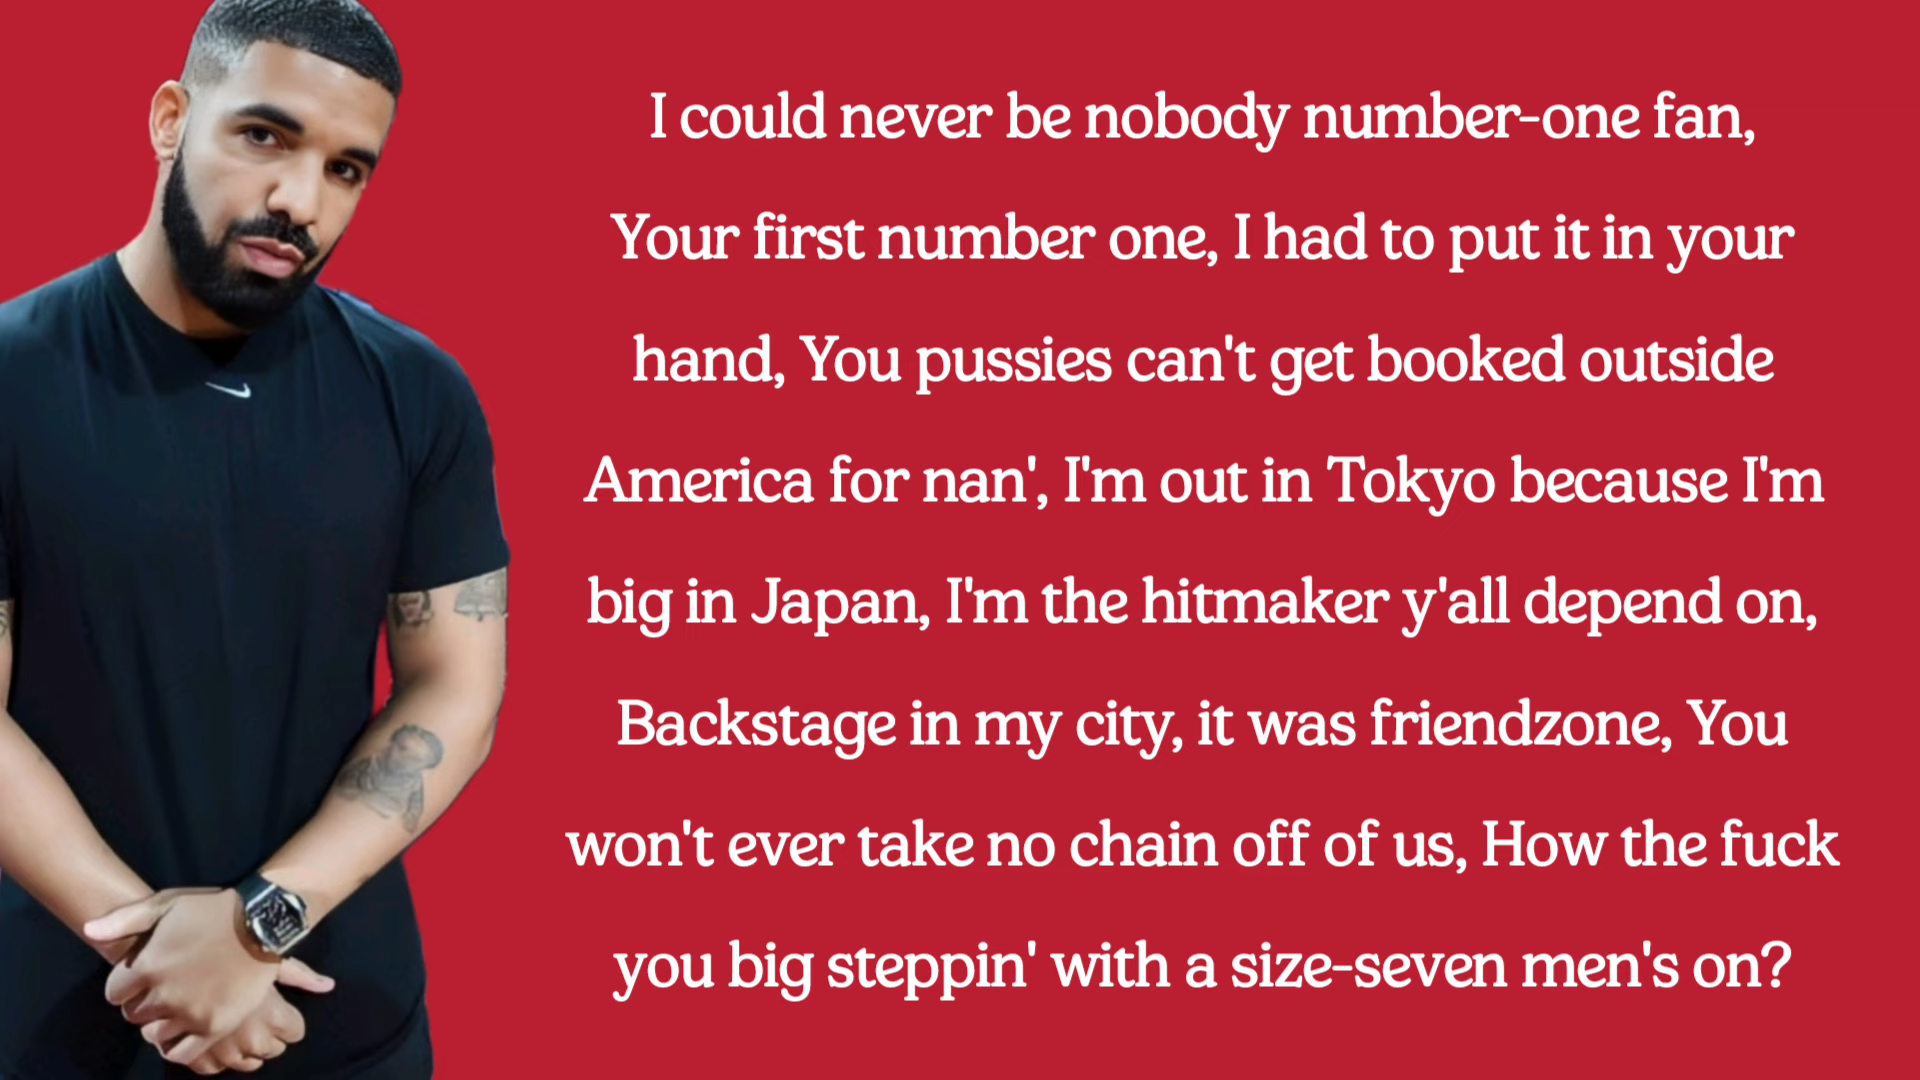 I could never be nobody number-one fan,
Your first number one, I had to put it in your
hand, You pussies can't get booked outside
America for nan', I'm out in Tokyo because I'm
big in Japan, I'm the hitmaker y'all depend on,
Backstage in my city, it was friendzone, You
won't ever take no chain off of us, How the fuck
you big steppin' with a size-seven men's on?